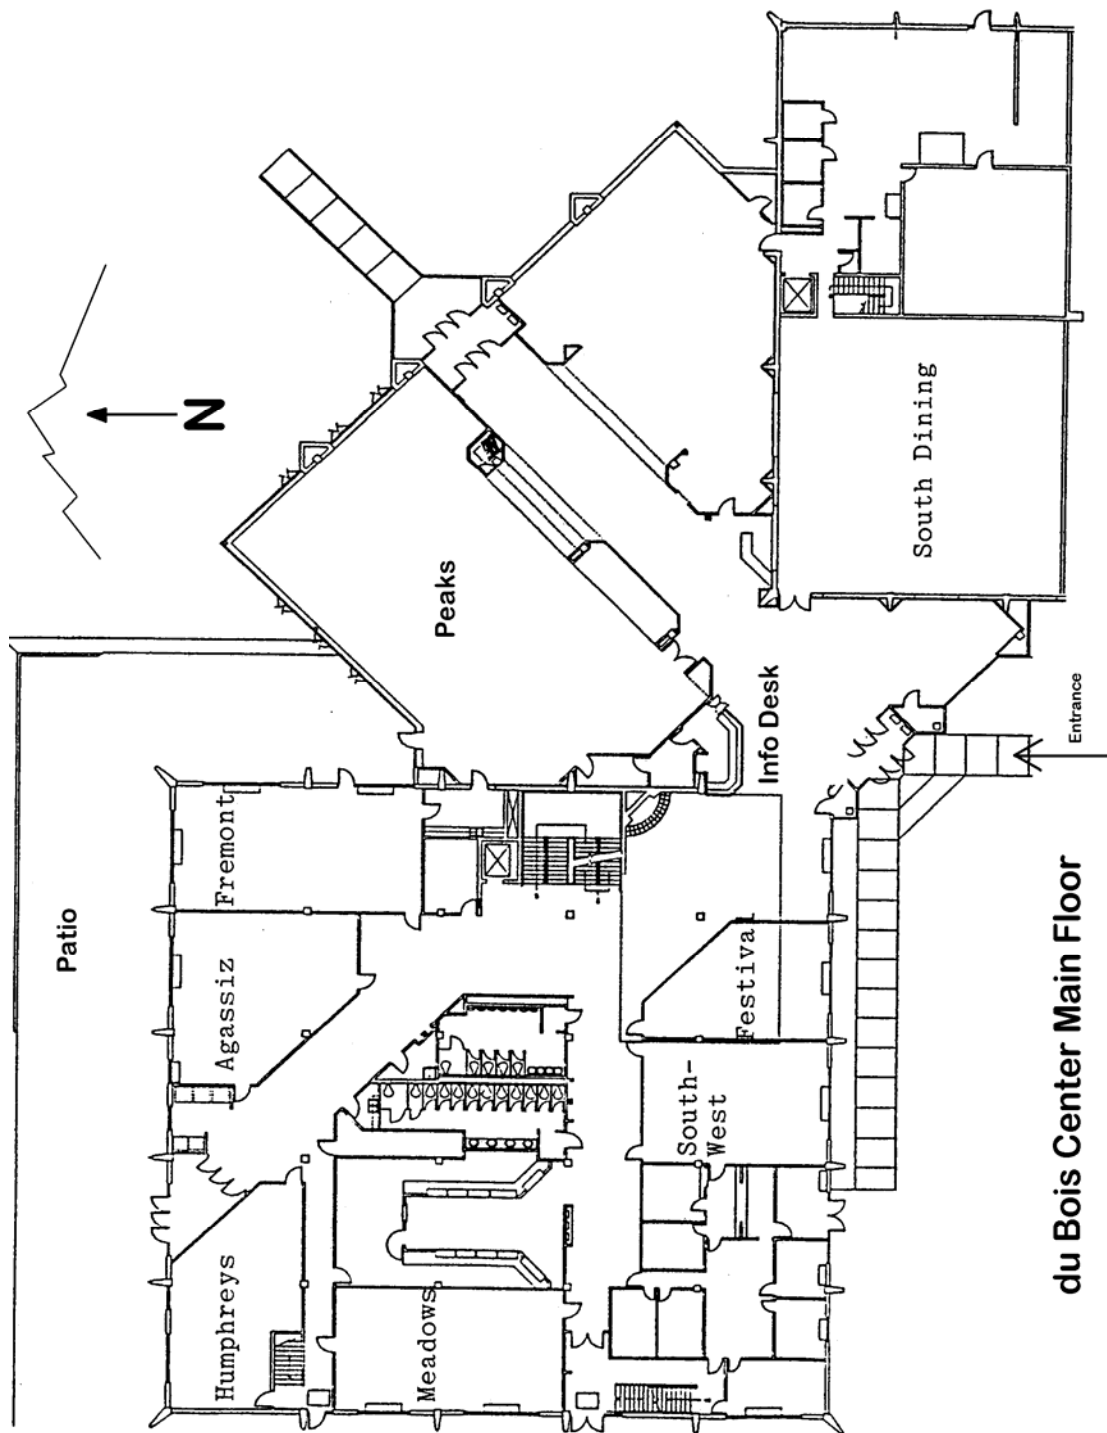 N
Patio
Peaks
Fremont
Agassiz
Humphreys
Meadows
South-
West
Festival
Info Desk
South Dining
Entrance
du Bois Center Main Floor